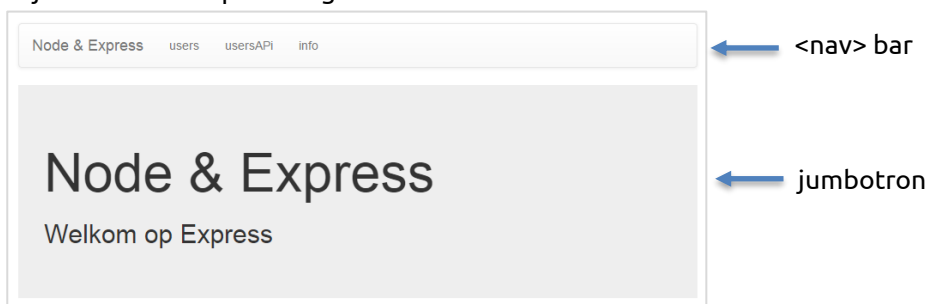 Node & Express users usersAPi info
<nav> bar
Node & Express
jumbotron
Welkom op Express